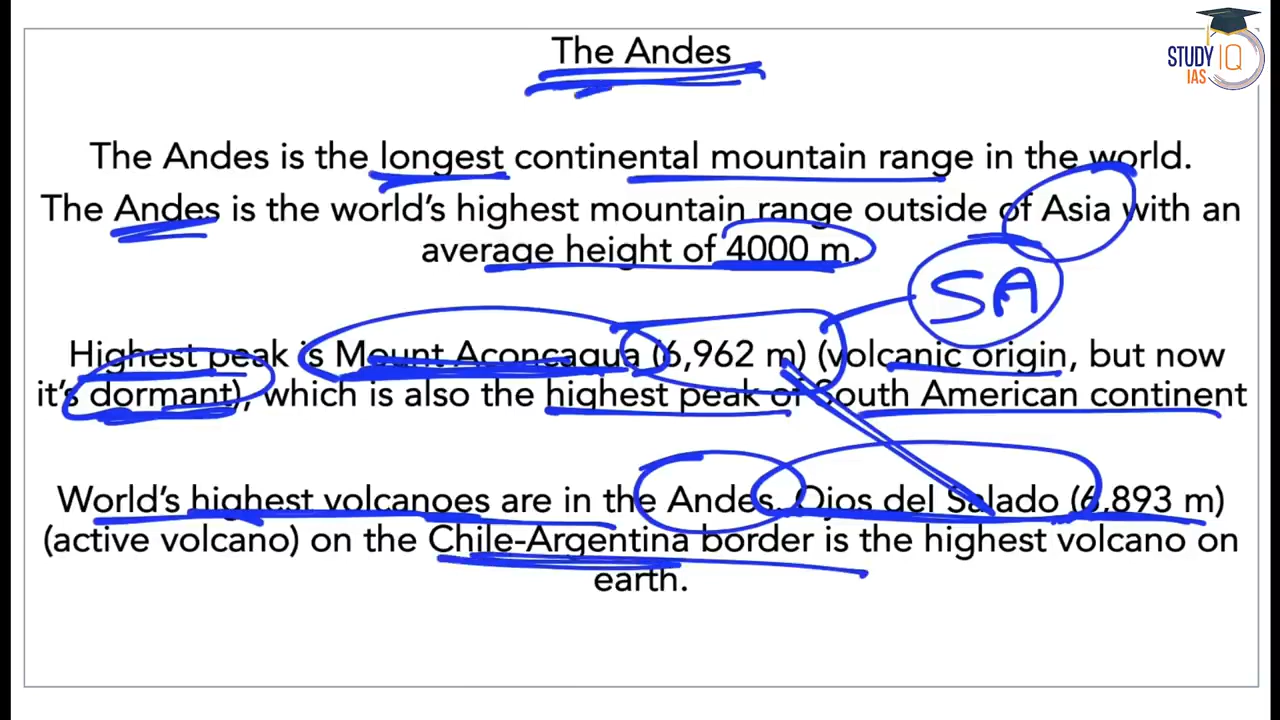 STUDY IQ
IAS
The Andes
The Andes is the longest continental mountain range in the world.
The Andes is the world's highest mountain range outside of Asia with an
average height of 4000 m.
SA
Highest peak is Mount Aconcagua (6,962 m) (volcanic origin, but now
it's dormant), which is also the highest peak of South American continent
World's highest volcanoes are in the Andes. Ojos del Salado (6,893 m)
(active volcano) on the Chile-Argentina border is the highest volcano on
earth.